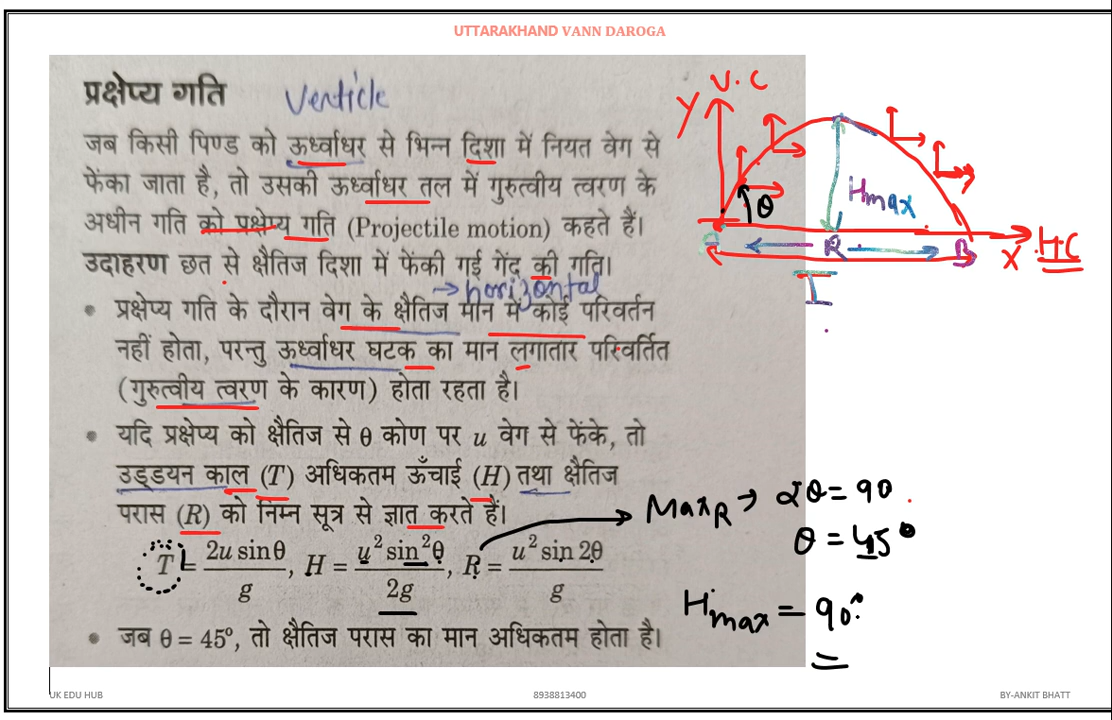 UTTARAKHAND VANN DAROGA
प्रक्षेप्य गति
Verticle
जब किसी पिण्ड को ऊर्ध्वाधर से भिन्न दिशा में नियत वेग से
फेंका जाता है, तो उसकी ऊर्ध्वाधर तल में गुरुत्वीय त्वरण के
अधीन गति को प्रक्षेप्य गति (Projectile motion) कहते हैं।
उदाहरण छत से क्षैतिज दिशा में फेंकी गई गेंद की गति।
→ horizontal
• प्रक्षेप्य गति के दौरान वेग के क्षैतिज मान में कोई परिवर्तन
नहीं होता, परन्तु ऊर्ध्वाधर घटक का मान लगातार परिवर्तित
(गुरुत्वीय त्वरण के कारण) होता रहता है।
• यदि प्रक्षेप्य को क्षैतिज से θ कोण पर u वेग से फेंके, तो
उड्डयन काल (T) अधिकतम ऊँचाई (H) तथा क्षैतिज
परास (R) को निम्न सूत्र से ज्ञात करते हैं।
T = 2u sinθ / g, H = u² sin²θ / 2g, R = u² sin 2θ / g
• जब θ = 45°, तो क्षैतिज परास का मान अधिकतम होता है।
V.C
Y
θ
Hmax
R
B
X
HC
T
Max R → 2θ = 90
θ = 45°
Hmax = 90°
UK EDU HUB
8938813400
BY-ANKIT BHATT